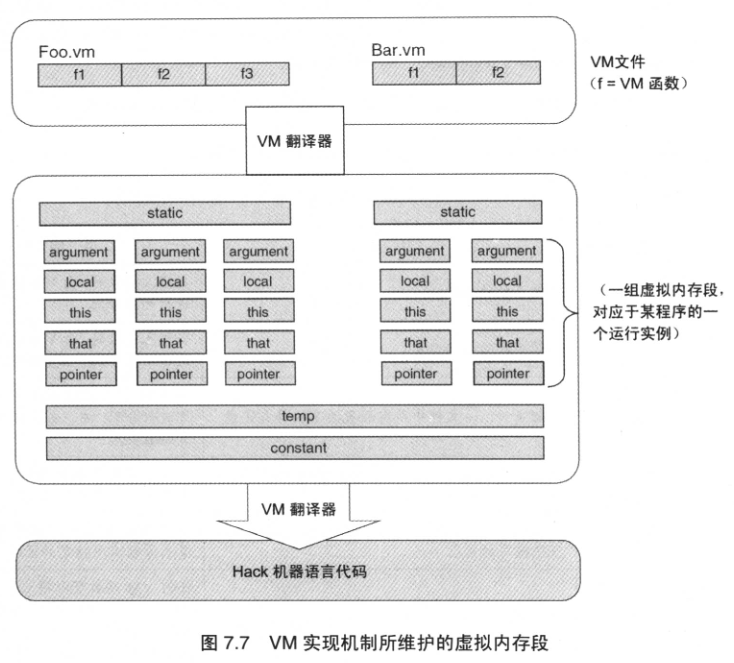 Foo.vm
f1 f2 f3
Bar.vm
f1 f2
VM文件
（f = VM 函数）
VM 翻译器
static static
argument argument argument argument argument
local local local local local
this this this this this
that that that that that
pointer pointer pointer pointer pointer
（一组虚拟内存段，
对应于某程序的一
个运行实例）
temp
constant
VM 翻译器
Hack 机器语言代码
图 7.7 VM 实现机制所维护的虚拟内存段